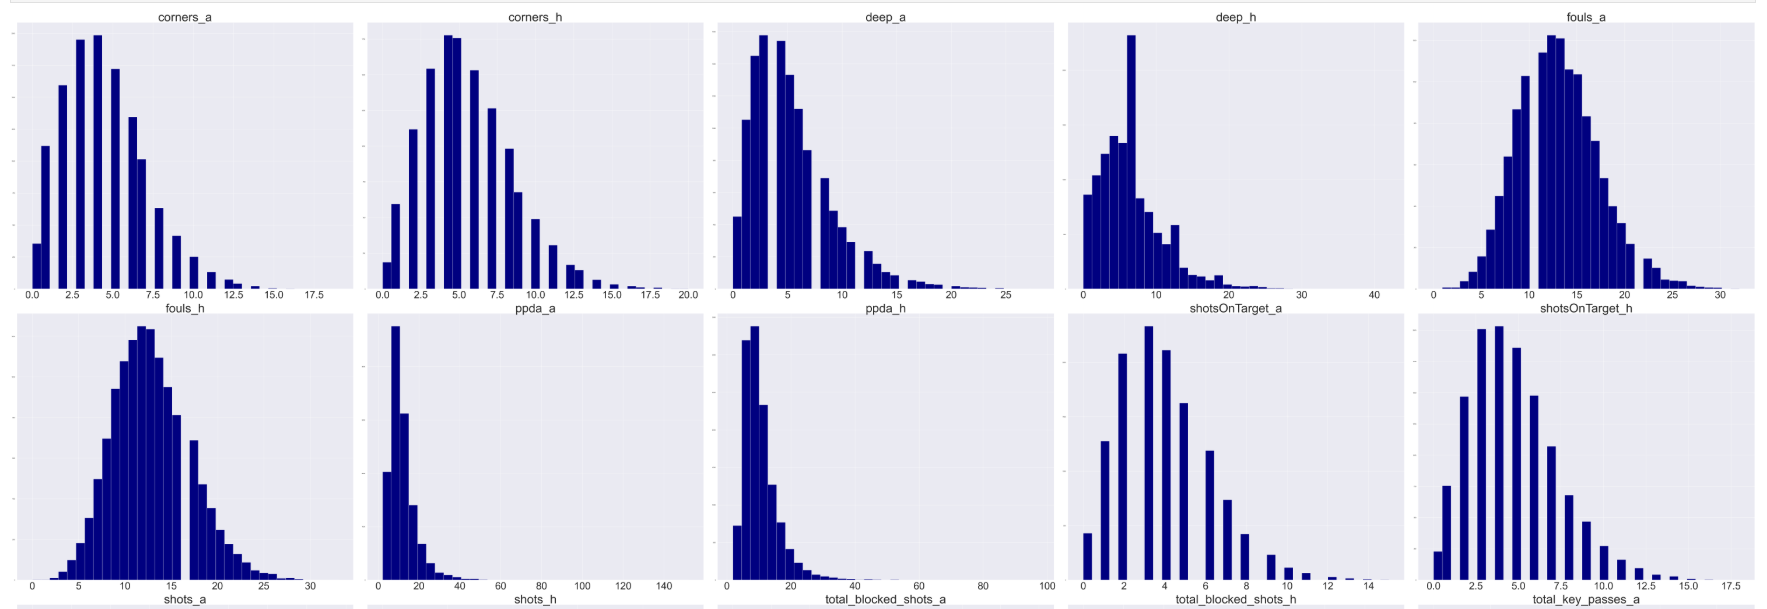 corners_a corners_h deep_a deep_h fouls_a
0.0 2.5 5.0 7.5 10.0 12.5 15.0 17.5 0.0 2.5 5.0 7.5 10.0 12.5 15.0 17.5 20.0 0 5 10 15 20 25 0 10 20 30 40 0 5 10 15 20 25 30
fouls_h ppda_a ppda_h shotsOnTarget_a shotsOnTarget_h
0 5 10 15 20 25 30 0 20 40 60 80 100 120 140 0 20 40 60 80 100 0 2 4 6 8 10 12 14 0.0 2.5 5.0 7.5 10.0 12.5 15.0 17.5
shots_a shots_h total_blocked_shots_a total_blocked_shots_h total_key_passes_a